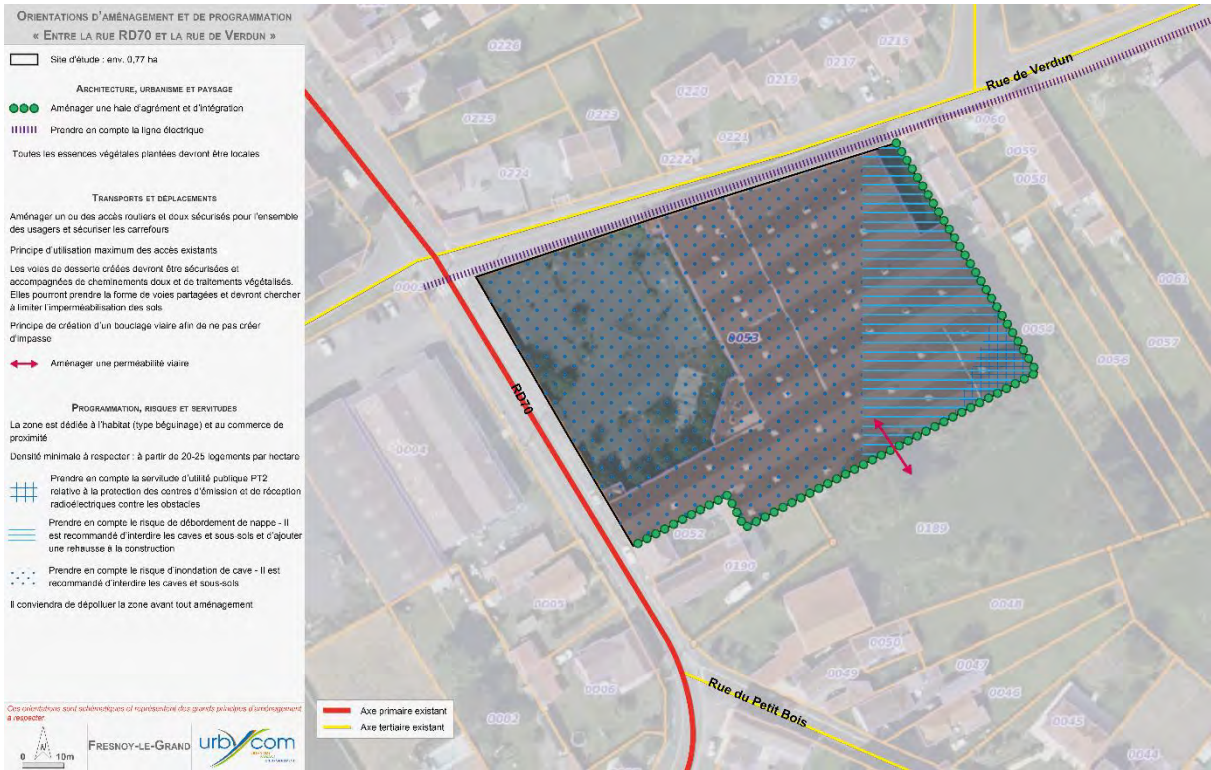 ORIENTATIONS D'AMÉNAGEMENT ET DE PROGRAMMATION
« ENTRE LA RUE RD70 ET LA RUE DE VERDUN »
Site d'étude : env. 0,77 ha
ARCHITECTURE, URBANISME ET PAYSAGE
Aménager une haie d'agrément et d'intégration
Prendre en compte la ligne électrique
Toutes les essences végétales plantées devront être locales
TRANSPORTS ET DÉPLACEMENTS
Aménager un ou des accès routiers et doux sécurisés pour l'ensemble
des usagers et sécuriser les carrefours
Principe d'utilisation maximum des accès existants
Les voies de desserte créées devront être sécurisées et
accompagnées de cheminements doux et de traitements végétalisés.
Elles pourront prendre la forme de voies partagées et devront chercher
à limiter l'imperméabilisation des sols
Principe de création d'un bouclage viaire afin de ne pas créer
d'impasse
Aménager une perméabilité viaire
PROGRAMMATION, RISQUES ET SERVITUDES
La zone est dédiée à l'habitat (type béguinage) et au commerce de
proximité
Densité minimale à respecter : à partir de 20-25 logements par hectare
Prendre en compte la servitude d'utilité publique PT2
relative à la protection des centres d'émission et de réception
radioélectriques contre les obstacles
Prendre en compte le risque de débordement de nappe - Il
est recommandé d'interdire les caves et sous-sols et d'ajouter
une rehausse à la construction
Prendre en compte le risque d'inondation de cave - Il est
recommandé d'interdire les caves et sous-sols
Il conviendra de dépolluer la zone avant tout aménagement
Ces orientations sont schématiques et représentent des grands principes d'aménagement
à respecter
0 10m
FRESNOY-LE-GRAND
urbycom
Axe primaire existant
Axe tertiaire existant
Rue de Verdun
RD70
Rue du Petit Bois
0226
0225
0223
0224
0222
0221
0220
0217
0215
0060
0059
0058
0061
0054
0056
0057
0053
0003
0004
0052
0190
0189
0005
0006
0002
0048
0050
0049
0047
0046
0045
0044